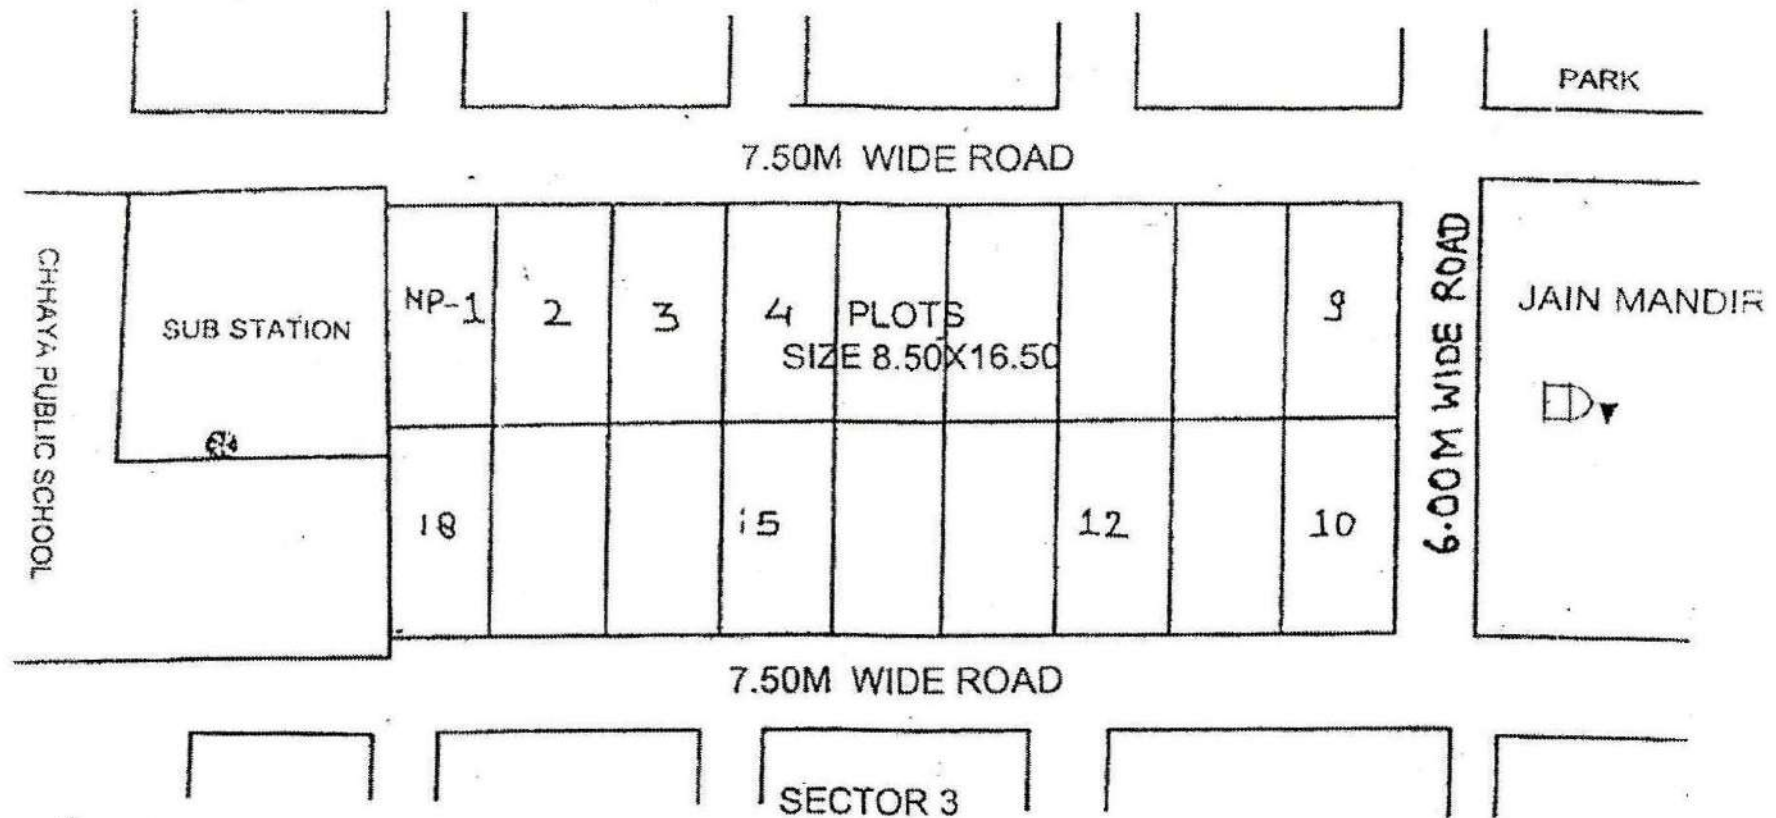 PARK
7.50M WIDE ROAD
CHHAYA PUBLIC SCHOOL
SUB STATION
NP-1
2
3
4
PLOTS
SIZE 8.50X16.50
9
6.00M WIDE ROAD
JAIN MANDIR
18
15
12
10
7.50M WIDE ROAD
SECTOR 3